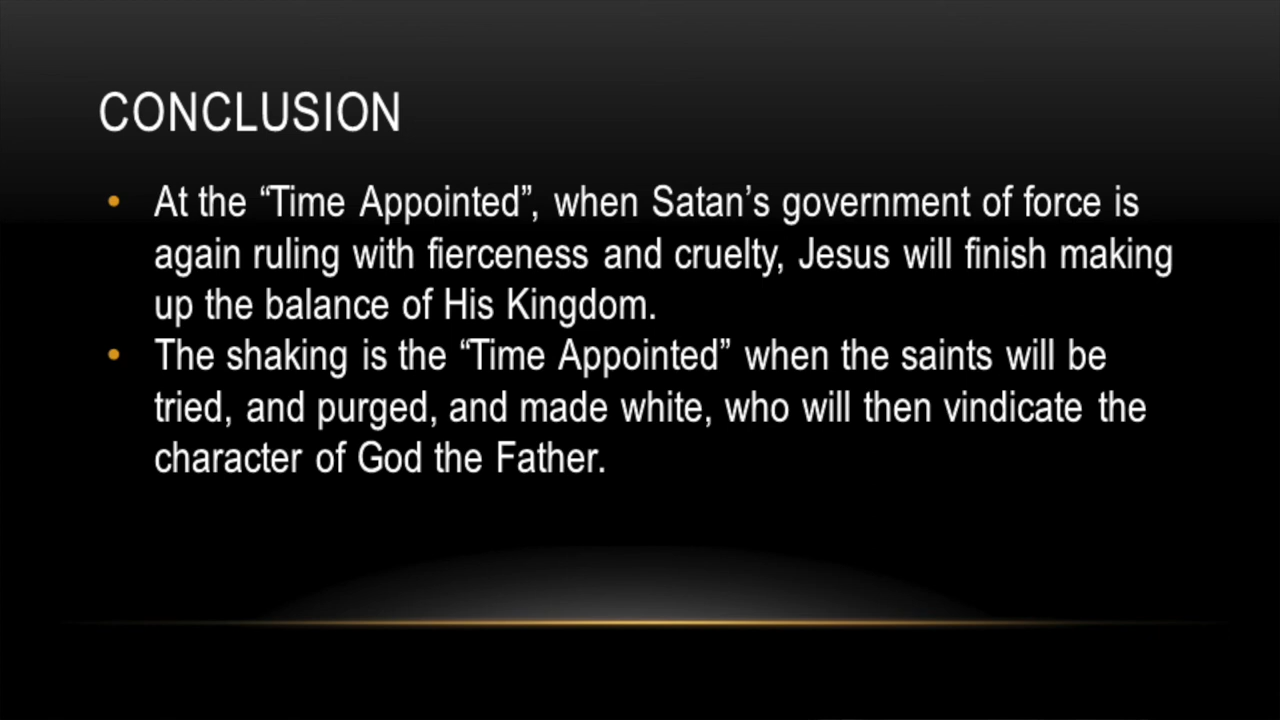 CONCLUSION
• At the “Time Appointed”, when Satan’s government of force is
again ruling with fierceness and cruelty, Jesus will finish making
up the balance of His Kingdom.
• The shaking is the “Time Appointed” when the saints will be
tried, and purged, and made white, who will then vindicate the
character of God the Father.